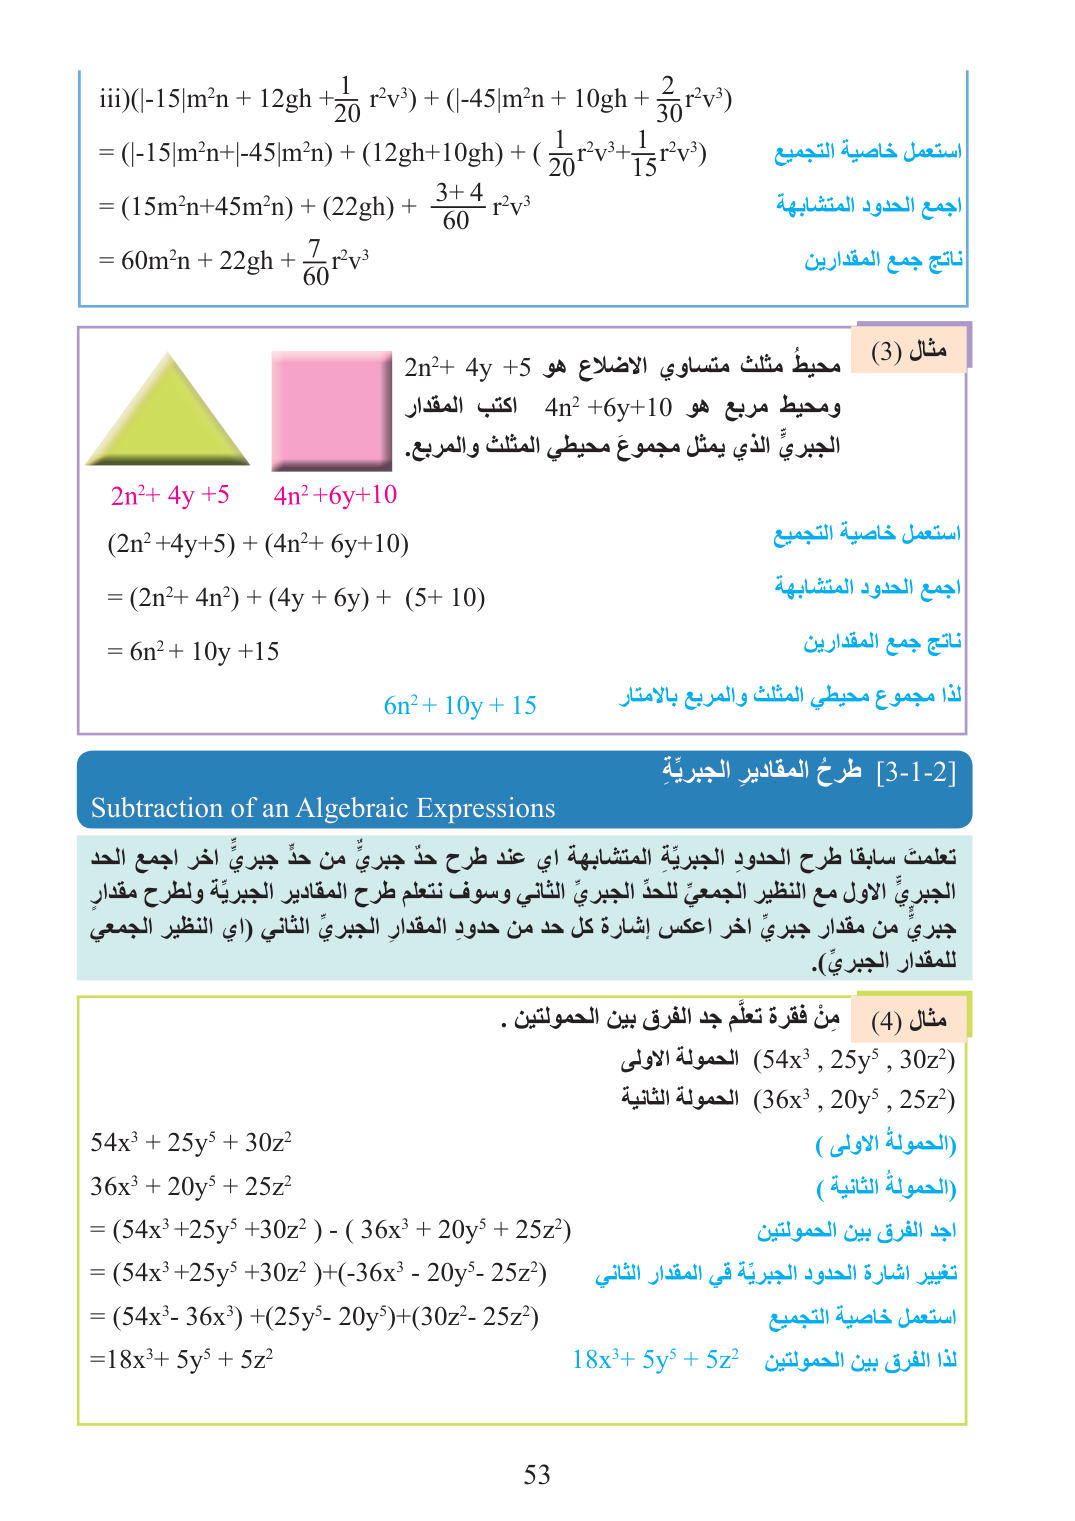 iii)(|-15|m²n + 12gh + 1/20 r²v³) + (|-45|m²n + 10gh + 2/30 r²v³)
= (|-15|m²n+|-45|m²n) + (12gh+10gh) + ( 1/20 r²v³+ 1/15 r²v³) استعمل خاصية التجميع
= (15m²n+45m²n) + (22gh) + 3+4/60 r²v³ اجمع الحدود المتشابهة
= 60m²n + 22gh + 7/60 r²v³ ناتج جمع المقدارين
مثال (3)
محيطُ مثلث متساوي الاضلاع هو 2n²+ 4y +5
ومحيط مربع هو 4n² +6y+10 اكتب المقدار
الجبريِّ الذي يمثل مجموعَ محيطي المثلث والمربع.
2n²+ 4y +5 4n² +6y+10
(2n² +4y+5) + (4n²+ 6y+10) استعمل خاصية التجميع
= (2n²+ 4n²) + (4y + 6y) + (5+ 10) اجمع الحدود المتشابهة
= 6n² + 10y +15 ناتج جمع المقدارين
لذا مجموع محيطي المثلث والمربع بالامتار 6n² + 10y + 15
[3-1-2] طرحُ المقاديرِ الجبريِّةِ
Subtraction of an Algebraic Expressions
تعلمتَ سابقا طرح الحدودِ الجبريِّةِ المتشابهة اي عند طرح حدٌ جبريٌّ من حدٍّ جبريٍّ اخر اجمع الحد
الجبريٍّ الاول مع النظير الجمعيِّ للحدِّ الجبريِّ الثاني وسوف نتعلم طرح المقادير الجبريِّة ولطرح مقدارٍ
جبريٍّ من مقدار جبريِّ اخر اعكس إشارة كل حد من حدودِ المقدارِ الجبريِّ الثاني (اي النظير الجمعي
للمقدار الجبريِّ).
مثال (4) مِنْ فقرة تعلَّم جد الفرق بين الحمولتين .
(54x³ , 25y⁵ , 30z²) الحمولة الاولى
(36x³ , 20y⁵ , 25z²) الحمولة الثانية
54x³ + 25y⁵ + 30z² (الحمولةُ الاولى )
36x³ + 20y⁵ + 25z² (الحمولةُ الثانية )
= (54x³ +25y⁵ +30z² ) - ( 36x³ + 20y⁵ + 25z²) اجد الفرق بين الحمولتين
= (54x³ +25y⁵ +30z² )+(-36x³ - 20y⁵- 25z²) تغيير اشارة الحدود الجبريِّة قي المقدار الثاني
= (54x³- 36x³) +(25y⁵- 20y⁵)+(30z²- 25z²) استعمل خاصية التجميع
=18x³+ 5y⁵ + 5z² لذا الفرق بين الحمولتين 18x³+ 5y⁵ + 5z²
53